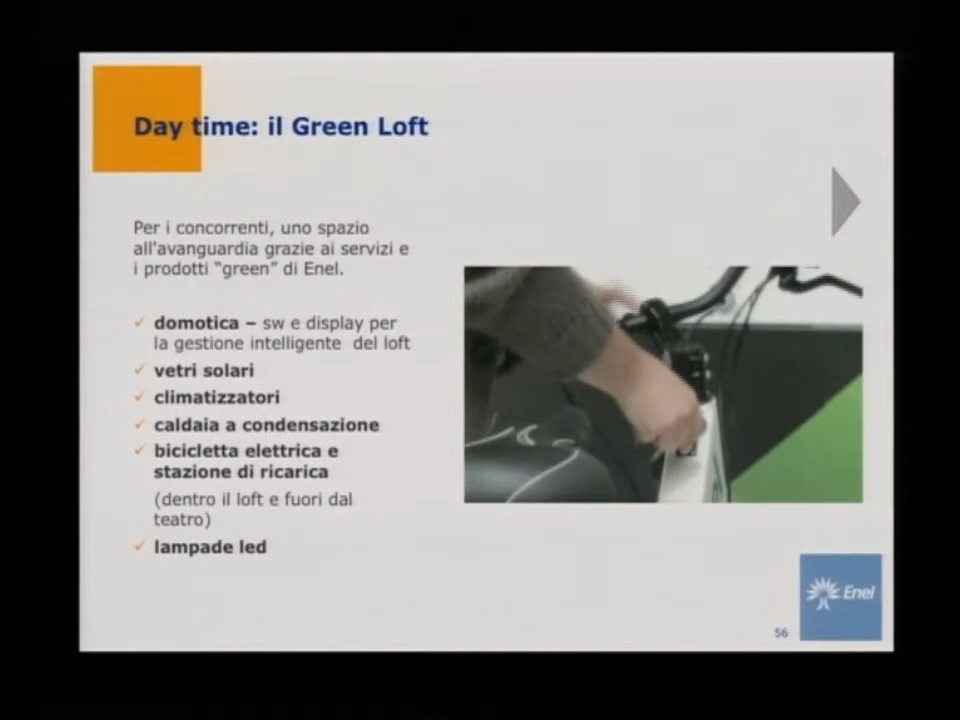 Day time: il Green Loft
Per i concorrenti, uno spazio
all'avanguardia grazie ai servizi e
i prodotti “green” di Enel.
✓ domotica – sw e display per
la gestione intelligente del loft
✓ vetri solari
✓ climatizzatori
✓ caldaia a condensazione
✓ bicicletta elettrica e
stazione di ricarica
(dentro il loft e fuori dal
teatro)
✓ lampade led
Enel
56